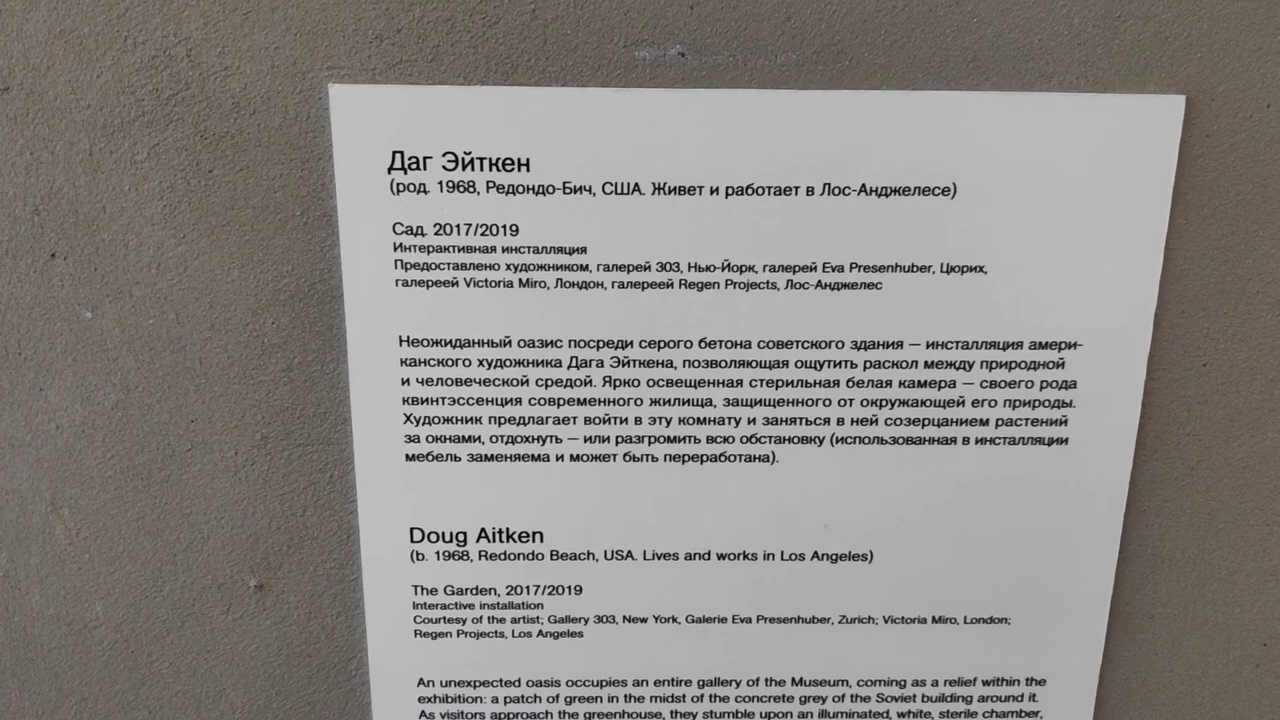 Даг Эйткен
(род. 1968, Редондо-Бич, США. Живет и работает в Лос-Анджелесе)
Сад. 2017/2019
Интерактивная инсталляция
Предоставлено художником, галерей 303, Нью-Йорк, галерей Eva Presenhuber, Цюрих,
галереей Victoria Miro, Лондон, галереей Regen Projects, Лос-Анджелес
Неожиданный оазис посреди серого бетона советского здания — инсталляция амери-
канского художника Дага Эйткена, позволяющая ощутить раскол между природной
и человеческой средой. Ярко освещенная стерильная белая камера — своего рода
квинтэссенция современного жилища, защищенного от окружающей его природы.
Художник предлагает войти в эту комнату и заняться в ней созерцанием растений
за окнами, отдохнуть — или разгромить всю обстановку (использованная в инсталляции
мебель заменяема и может быть переработана).
Doug Aitken
(b. 1968, Redondo Beach, USA. Lives and works in Los Angeles)
The Garden, 2017/2019
Interactive installation
Courtesy of the artist; Gallery 303, New York, Galerie Eva Presenhuber, Zurich; Victoria Miro, London;
Regen Projects, Los Angeles
An unexpected oasis occupies an entire gallery of the Museum, coming as a relief within the
exhibition: a patch of green in the midst of the concrete grey of the Soviet building around it.
As visitors approach the greenhouse, they stumble upon an illuminated, white, sterile chamber,